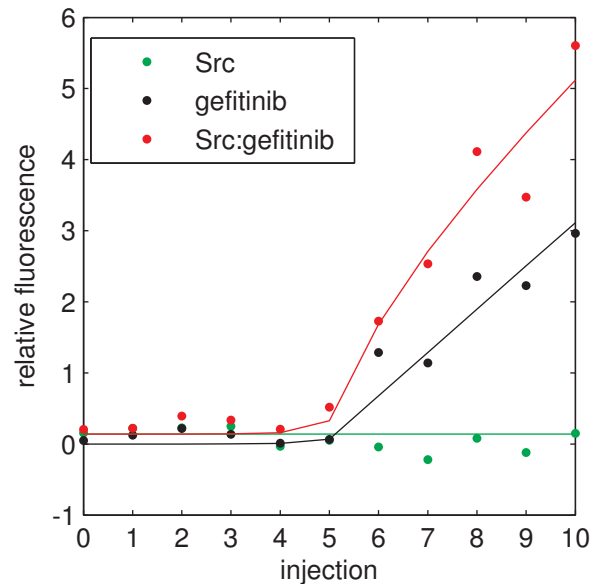 6
5
4
3
2
1
0
-1
relative fluorescence
Src
gefitinib
Src:gefitinib
0 1 2 3 4 5 6 7 8 9 10
injection